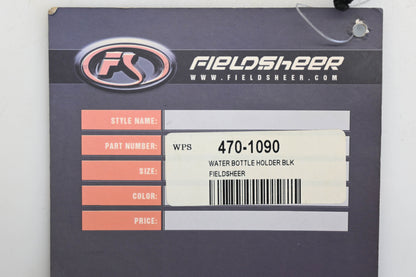 FS FIELDSHEER
WWW.FIELDSHEER.COM
STYLE NAME:
PART NUMBER:
SIZE:
COLOR:
PRICE:
WPS 470-1090
WATER BOTTLE HOLDER BLK
FIELDSHEER